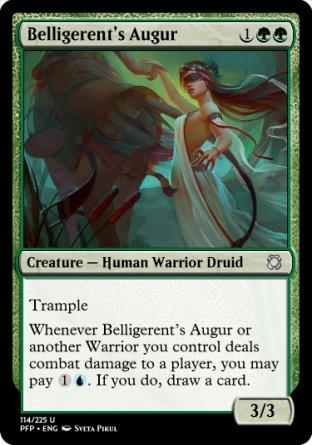 Belligerent's Augur 1
Creature — Human Warrior Druid
Trample
Whenever Belligerent's Augur or
another Warrior you control deals
combat damage to a player, you may
pay 1. If you do, draw a card.
114/225 U
PFP • ENG Sveta Pikul
3/3